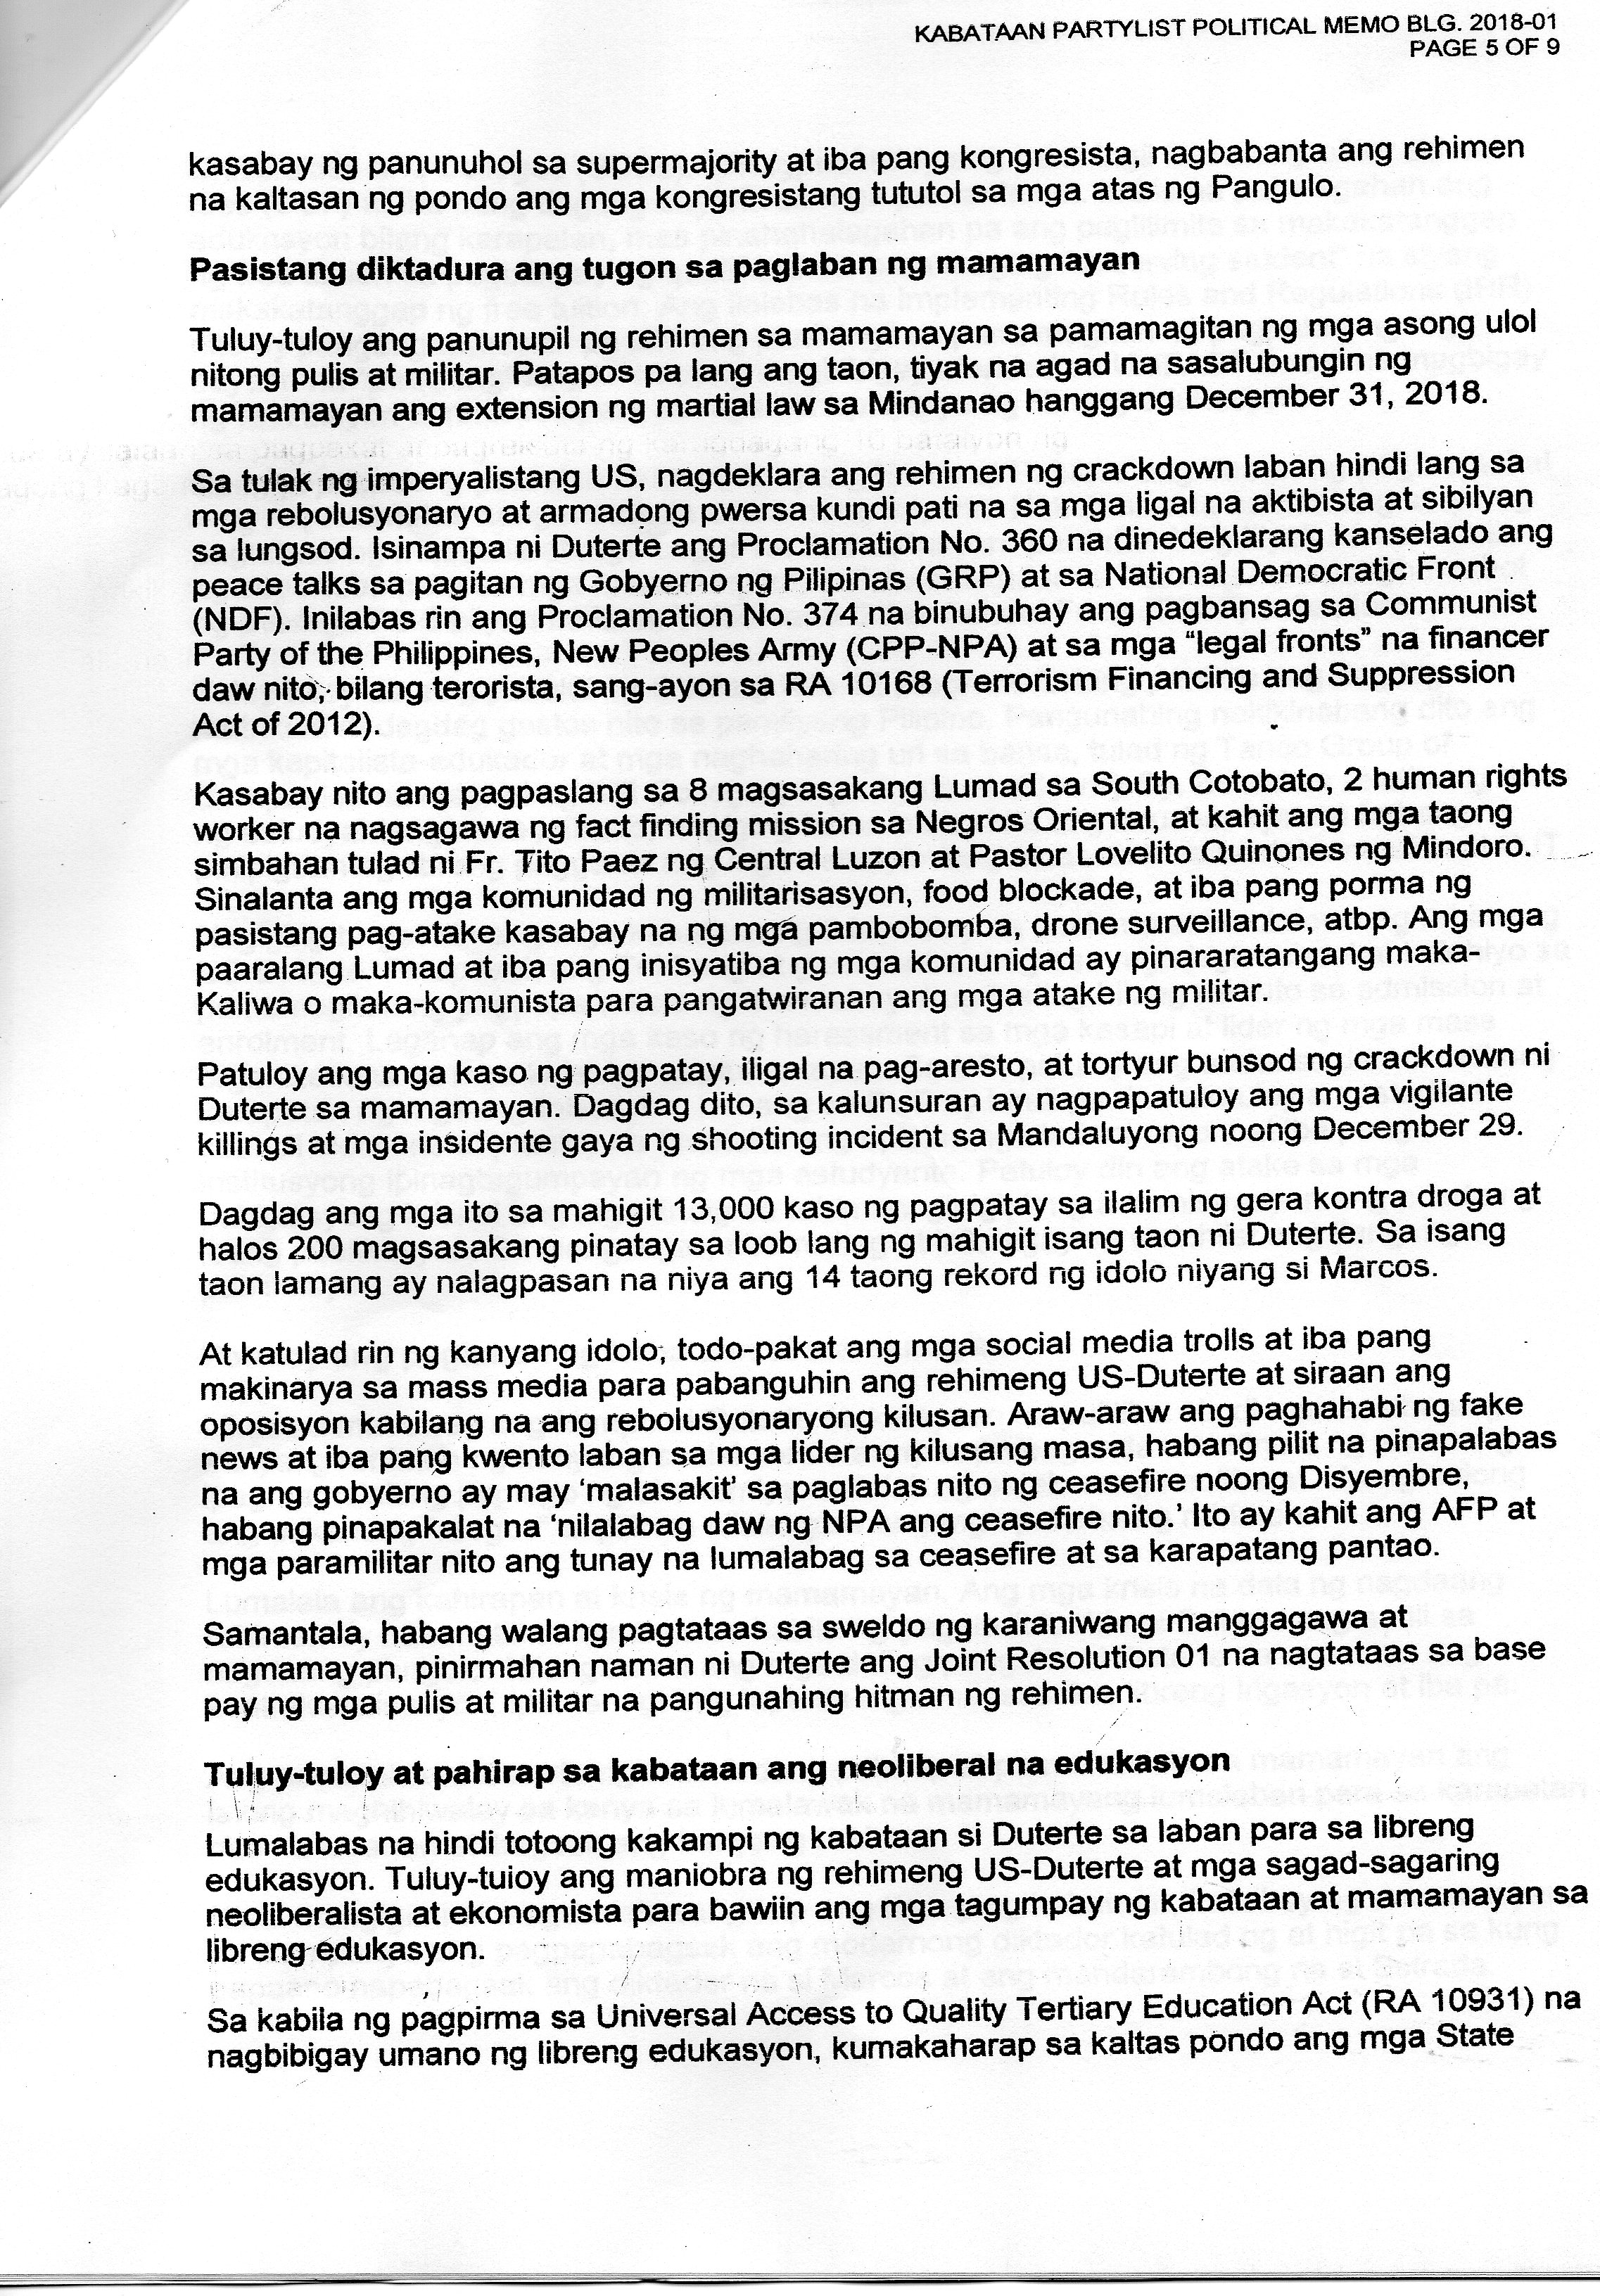 KABATAAN PARTYLIST POLITICAL MEMO BLG. 2018-01
PAGE 5 OF 9
kasabay ng panunuhol sa supermajority at iba pang kongresista, nagbabanta ang rehimen
na kaltasan ng pondo ang mga kongresistang tututol sa mga atas ng Pangulo.
Pasistang diktadura ang tugon sa paglaban ng mamamayan
Tuluy-tuloy ang panunupil ng rehimen sa mamamayan sa pamamagitan ng mga asong ulol
nitong pulis at militar. Patapos pa lang ang taon, tiyak na agad na sasalubungin ng
mamamayan ang extension ng martial law sa Mindanao hanggang December 31, 2018.
Sa tulak ng imperyalistang US, nagdeklara ang rehimen ng crackdown laban hindi lang sa
mga rebolusyonaryo at armadong pwersa kundi pati na sa mga ligal na aktibista at sibilyan
sa lungsod. Isinampa ni Duterte ang Proclamation No. 360 na dinedeklarang kanselado ang
peace talks sa pagitan ng Gobyerno ng Pilipinas (GRP) at sa National Democratic Front
(NDF). Inilabas rin ang Proclamation No. 374 na binubuhay ang pagbansag sa Communist
Party of the Philippines, New Peoples Army (CPP-NPA) at sa mga “legal fronts” na financer
daw nito, bilang terorista, sang-ayon sa RA 10168 (Terrorism Financing and Suppression
Act of 2012).
Kasabay nito ang pagpaslang sa 8 magsasakang Lumad sa South Cotobato, 2 human rights
worker na nagsagawa ng fact finding mission sa Negros Oriental, at kahit ang mga taong
simbahan tulad ni Fr. Tito Paez ng Central Luzon at Pastor Lovelito Quinones ng Mindoro.
Sinalanta ang mga komunidad ng militarisasyon, food blockade, at iba pang porma ng
pasistang pag-atake kasabay na ng mga pambobomba, drone surveillance, atbp. Ang mga
paaralang Lumad at iba pang inisyatiba ng mga komunidad ay pinararatangang maka-
Kaliwa o maka-komunista para pangatwiranan ang mga atake ng militar.
Patuloy ang mga kaso ng pagpatay, iligal na pag-aresto, at tortyur bunsod ng crackdown ni
Duterte sa mamamayan. Dagdag dito, sa kalunsuran ay nagpapatuloy ang mga vigilante
killings at mga insidente gaya ng shooting incident sa Mandaluyong noong December 29.
Dagdag ang mga ito sa mahigit 13,000 kaso ng pagpatay sa ilalim ng gera kontra droga at
halos 200 magsasakang pinatay sa loob lang ng mahigit isang taon ni Duterte. Sa isang
taon lamang ay nalagpasan na niya ang 14 taong rekord ng idolo niyang si Marcos.
At katulad rin ng kanyang idolo, todo-pakat ang mga social media trolls at iba pang
makinarya sa mass media para pabanguhin ang rehimeng US-Duterte at siraan ang
oposisyon kabilang na ang rebolusyonaryong kilusan. Araw-araw ang paghahabi ng fake
news at iba pang kwento laban sa mga lider ng kilusang masa, habang pilit na pinapalabas
na ang gobyerno ay may ‘malasakit’ sa paglabas nito ng ceasefire noong Disyembre,
habang pinapakalat na ‘nilalabag daw ng NPA ang ceasefire nito.’ Ito ay kahit ang AFP at
mga paramilitar nito ang tunay na lumalabag sa ceasefire at sa karapatang pantao.
Samantala, habang walang pagtataas sa sweldo ng karaniwang manggagawa at
mamamayan, pinirmahan naman ni Duterte ang Joint Resolution 01 na nagtataas sa base
pay ng mga pulis at militar na pangunahing hitman ng rehimen.
Tuluy-tuloy at pahirap sa kabataan ang neoliberal na edukasyon
Lumalabas na hindi totoong kakampi ng kabataan si Duterte sa laban para sa libreng
edukasyon. Tuluy-tuloy ang maniobra ng rehimeng US-Duterte at mga sagad-sagaring
neoliberalista at ekonomista para bawiin ang mga tagumpay ng kabataan at mamamayan sa
libreng edukasyon.
Sa kabila ng pagpirma sa Universal Access to Quality Tertiary Education Act (RA 10931) na
nagbibigay umano ng libreng edukasyon, kumakaharap sa kaltas pondo ang mga State